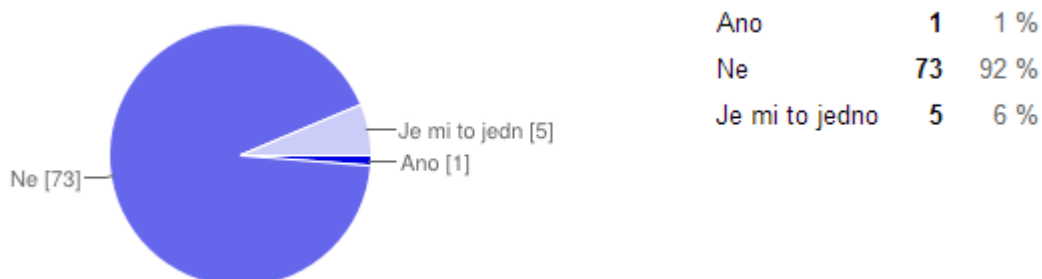 Ano 1 1 %
Ne 73 92 %
Je mi to jedno 5 6 %
Je mi to jedn [5]
Ano [1]
Ne [73]